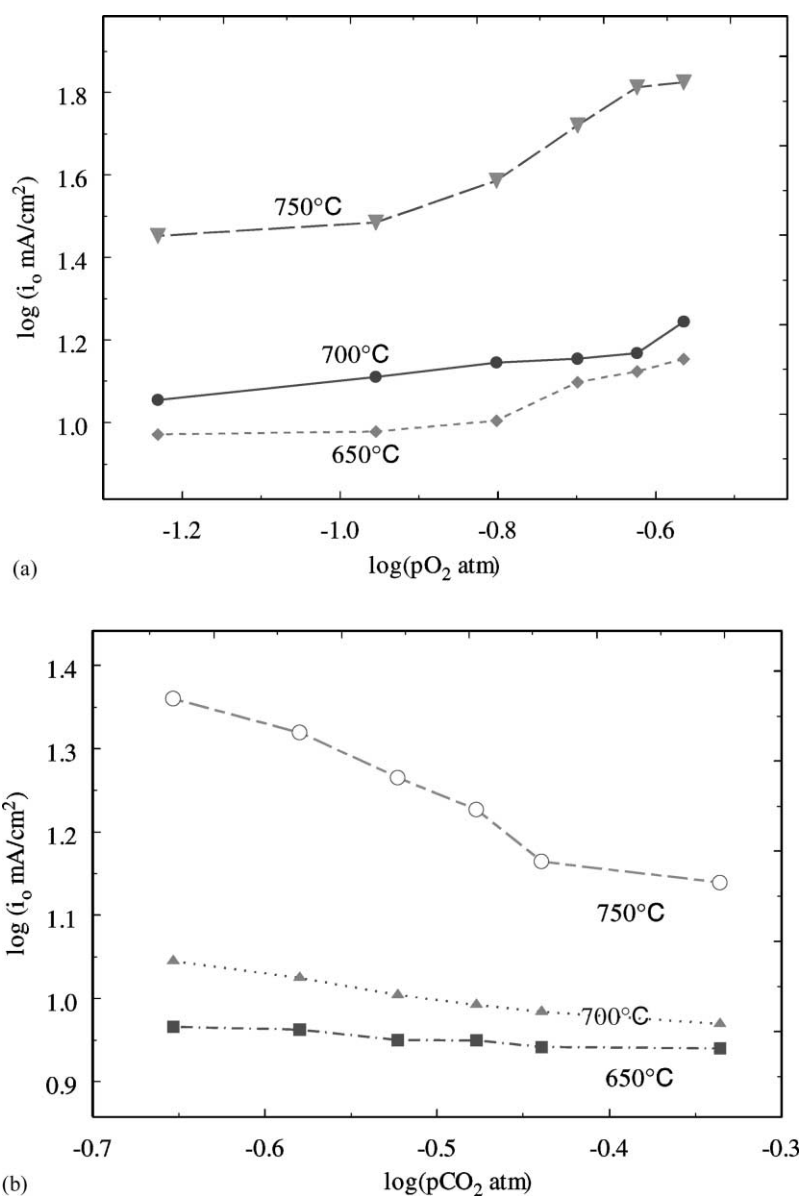 1.8
1.6
1.4
1.2
1.0
log (i₀ mA/cm²)
750°C
700°C
650°C
-1.2 -1.0 -0.8 -0.6
log(pO₂ atm)
(a)
1.4
1.3
1.2
1.1
1.0
0.9
log (i₀ mA/cm²)
750°C
700°C
650°C
-0.7 -0.6 -0.5 -0.4 -0.3
log(pCO₂ atm)
(b)